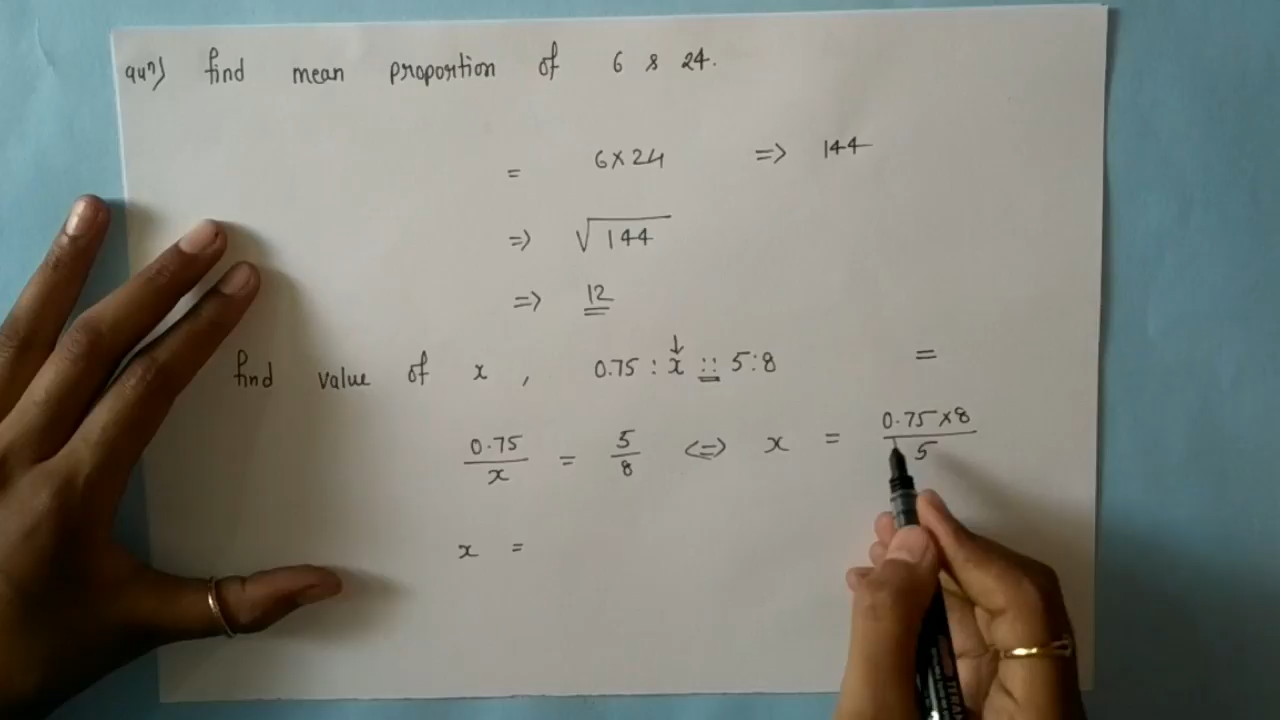 qun) find mean proportion of 6 & 24.
= 6×24 => 144
=> √144
=> 12
find value of x, 0.75 : x :: 5:8 =
0.75/x = 5/8 <=> x = 0.75×8/5
x =